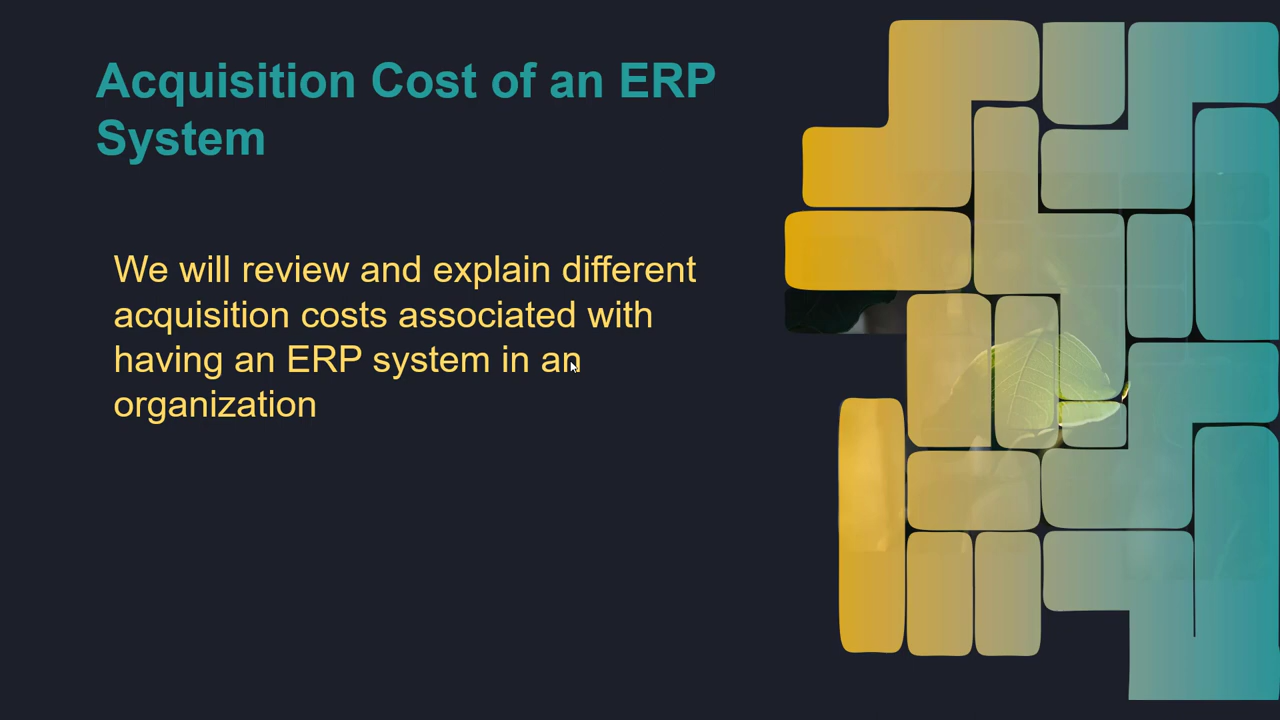 Acquisition Cost of an ERP
System
We will review and explain different
acquisition costs associated with
having an ERP system in an
organization